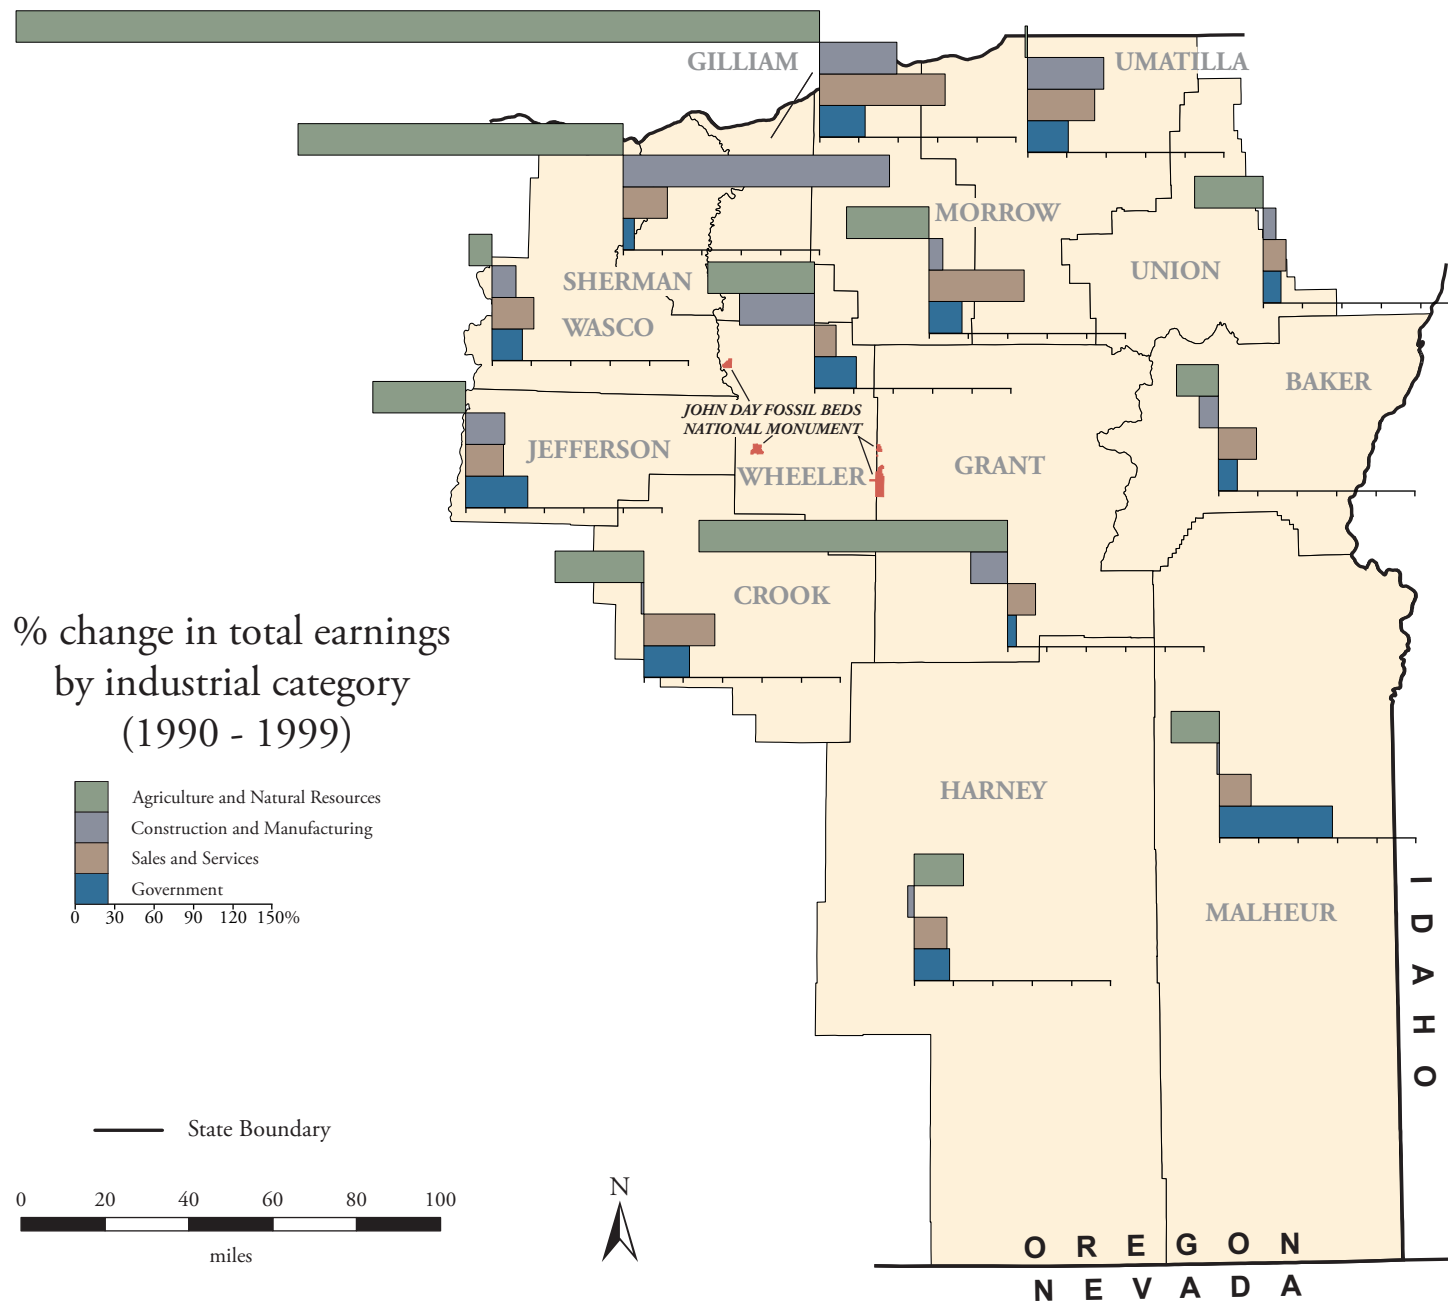 GILLIAM
UMATILLA
MORROW
UNION
SHERMAN
WASCO
BAKER
JOHN DAY FOSSIL BEDS
NATIONAL MONUMENT
JEFFERSON
WHEELER
GRANT
CROOK
% change in total earnings
by industrial category
(1990 - 1999)
Agriculture and Natural Resources
Construction and Manufacturing
Sales and Services
Government
0 30 60 90 120 150%
HARNEY
MALHEUR
IDAHO
State Boundary
0 20 40 60 80 100
miles
N
OREGON
NEVADA